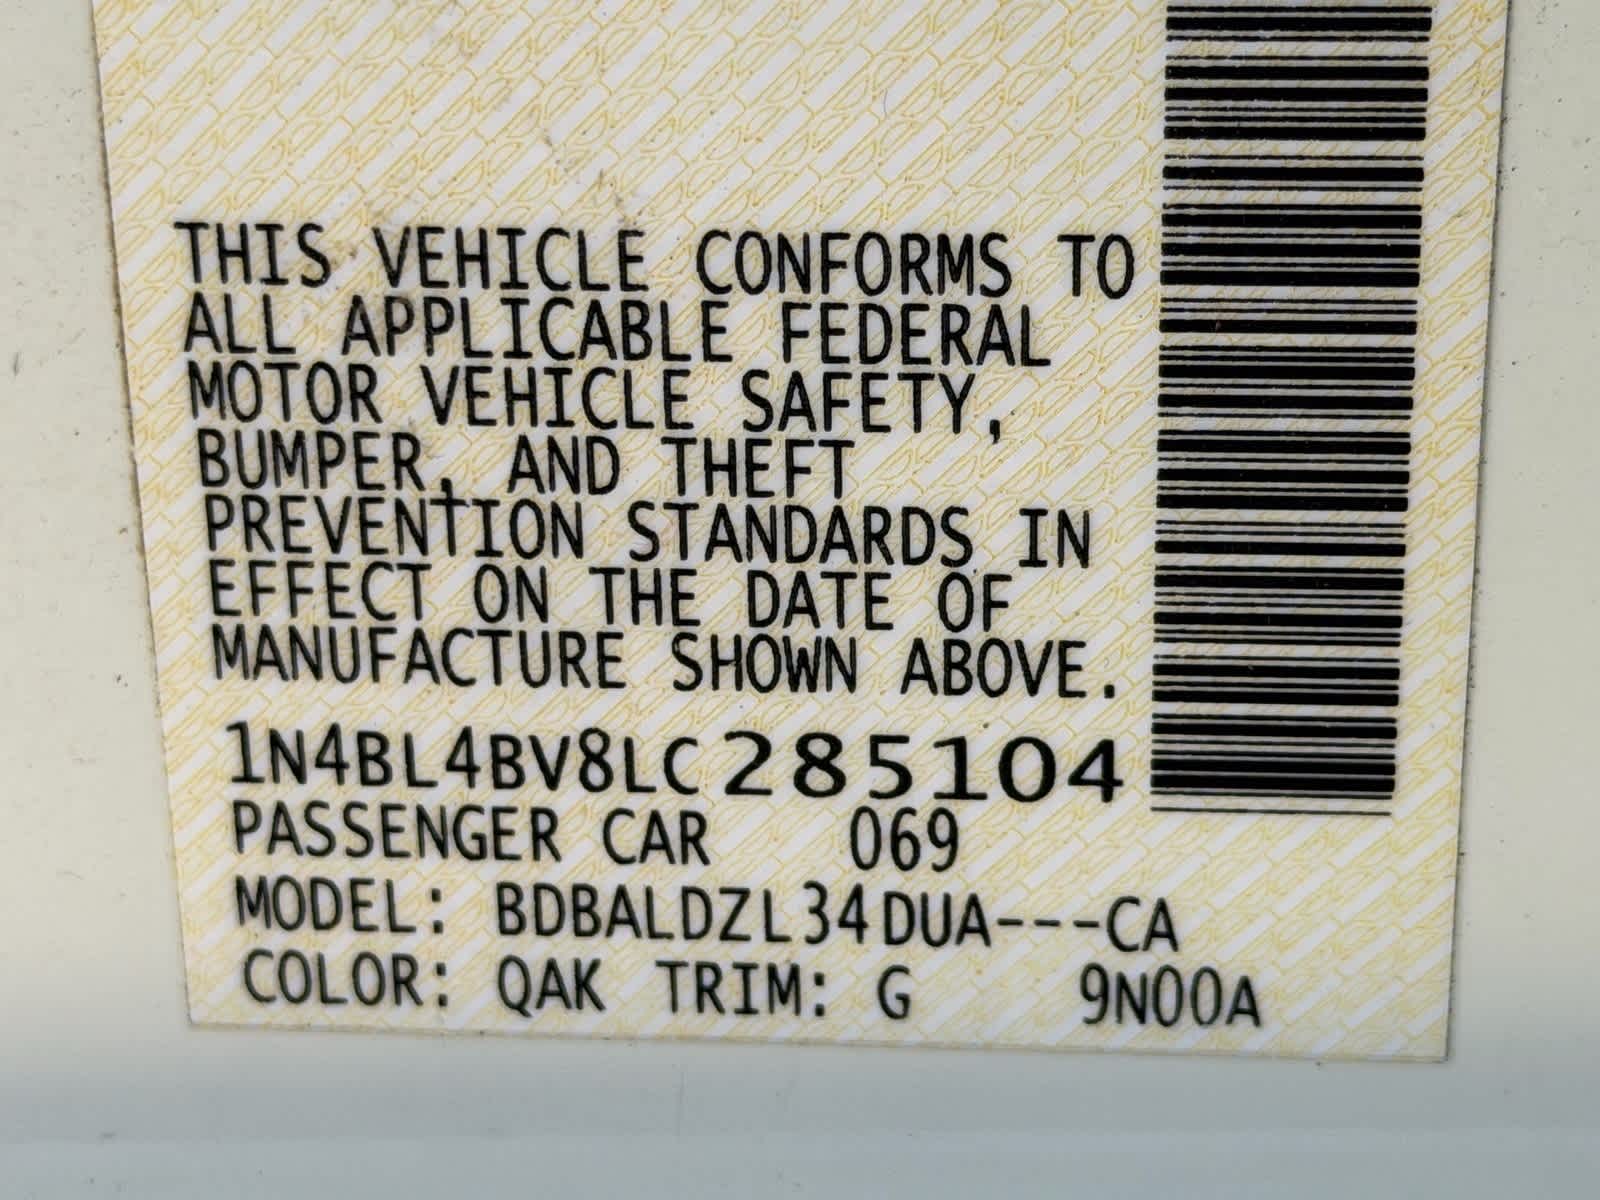 THIS VEHICLE CONFORMS TO
ALL APPLICABLE FEDERAL
MOTOR VEHICLE SAFETY,
BUMPER, AND THEFT
PREVENTION STANDARDS IN
EFFECT ON THE DATE OF
MANUFACTURE SHOWN ABOVE.
1N4BL4BV8LC285104
PASSENGER CAR 069
MODEL: BDBALDZL34DUA---CA
COLOR: QAK TRIM: G 9N00A